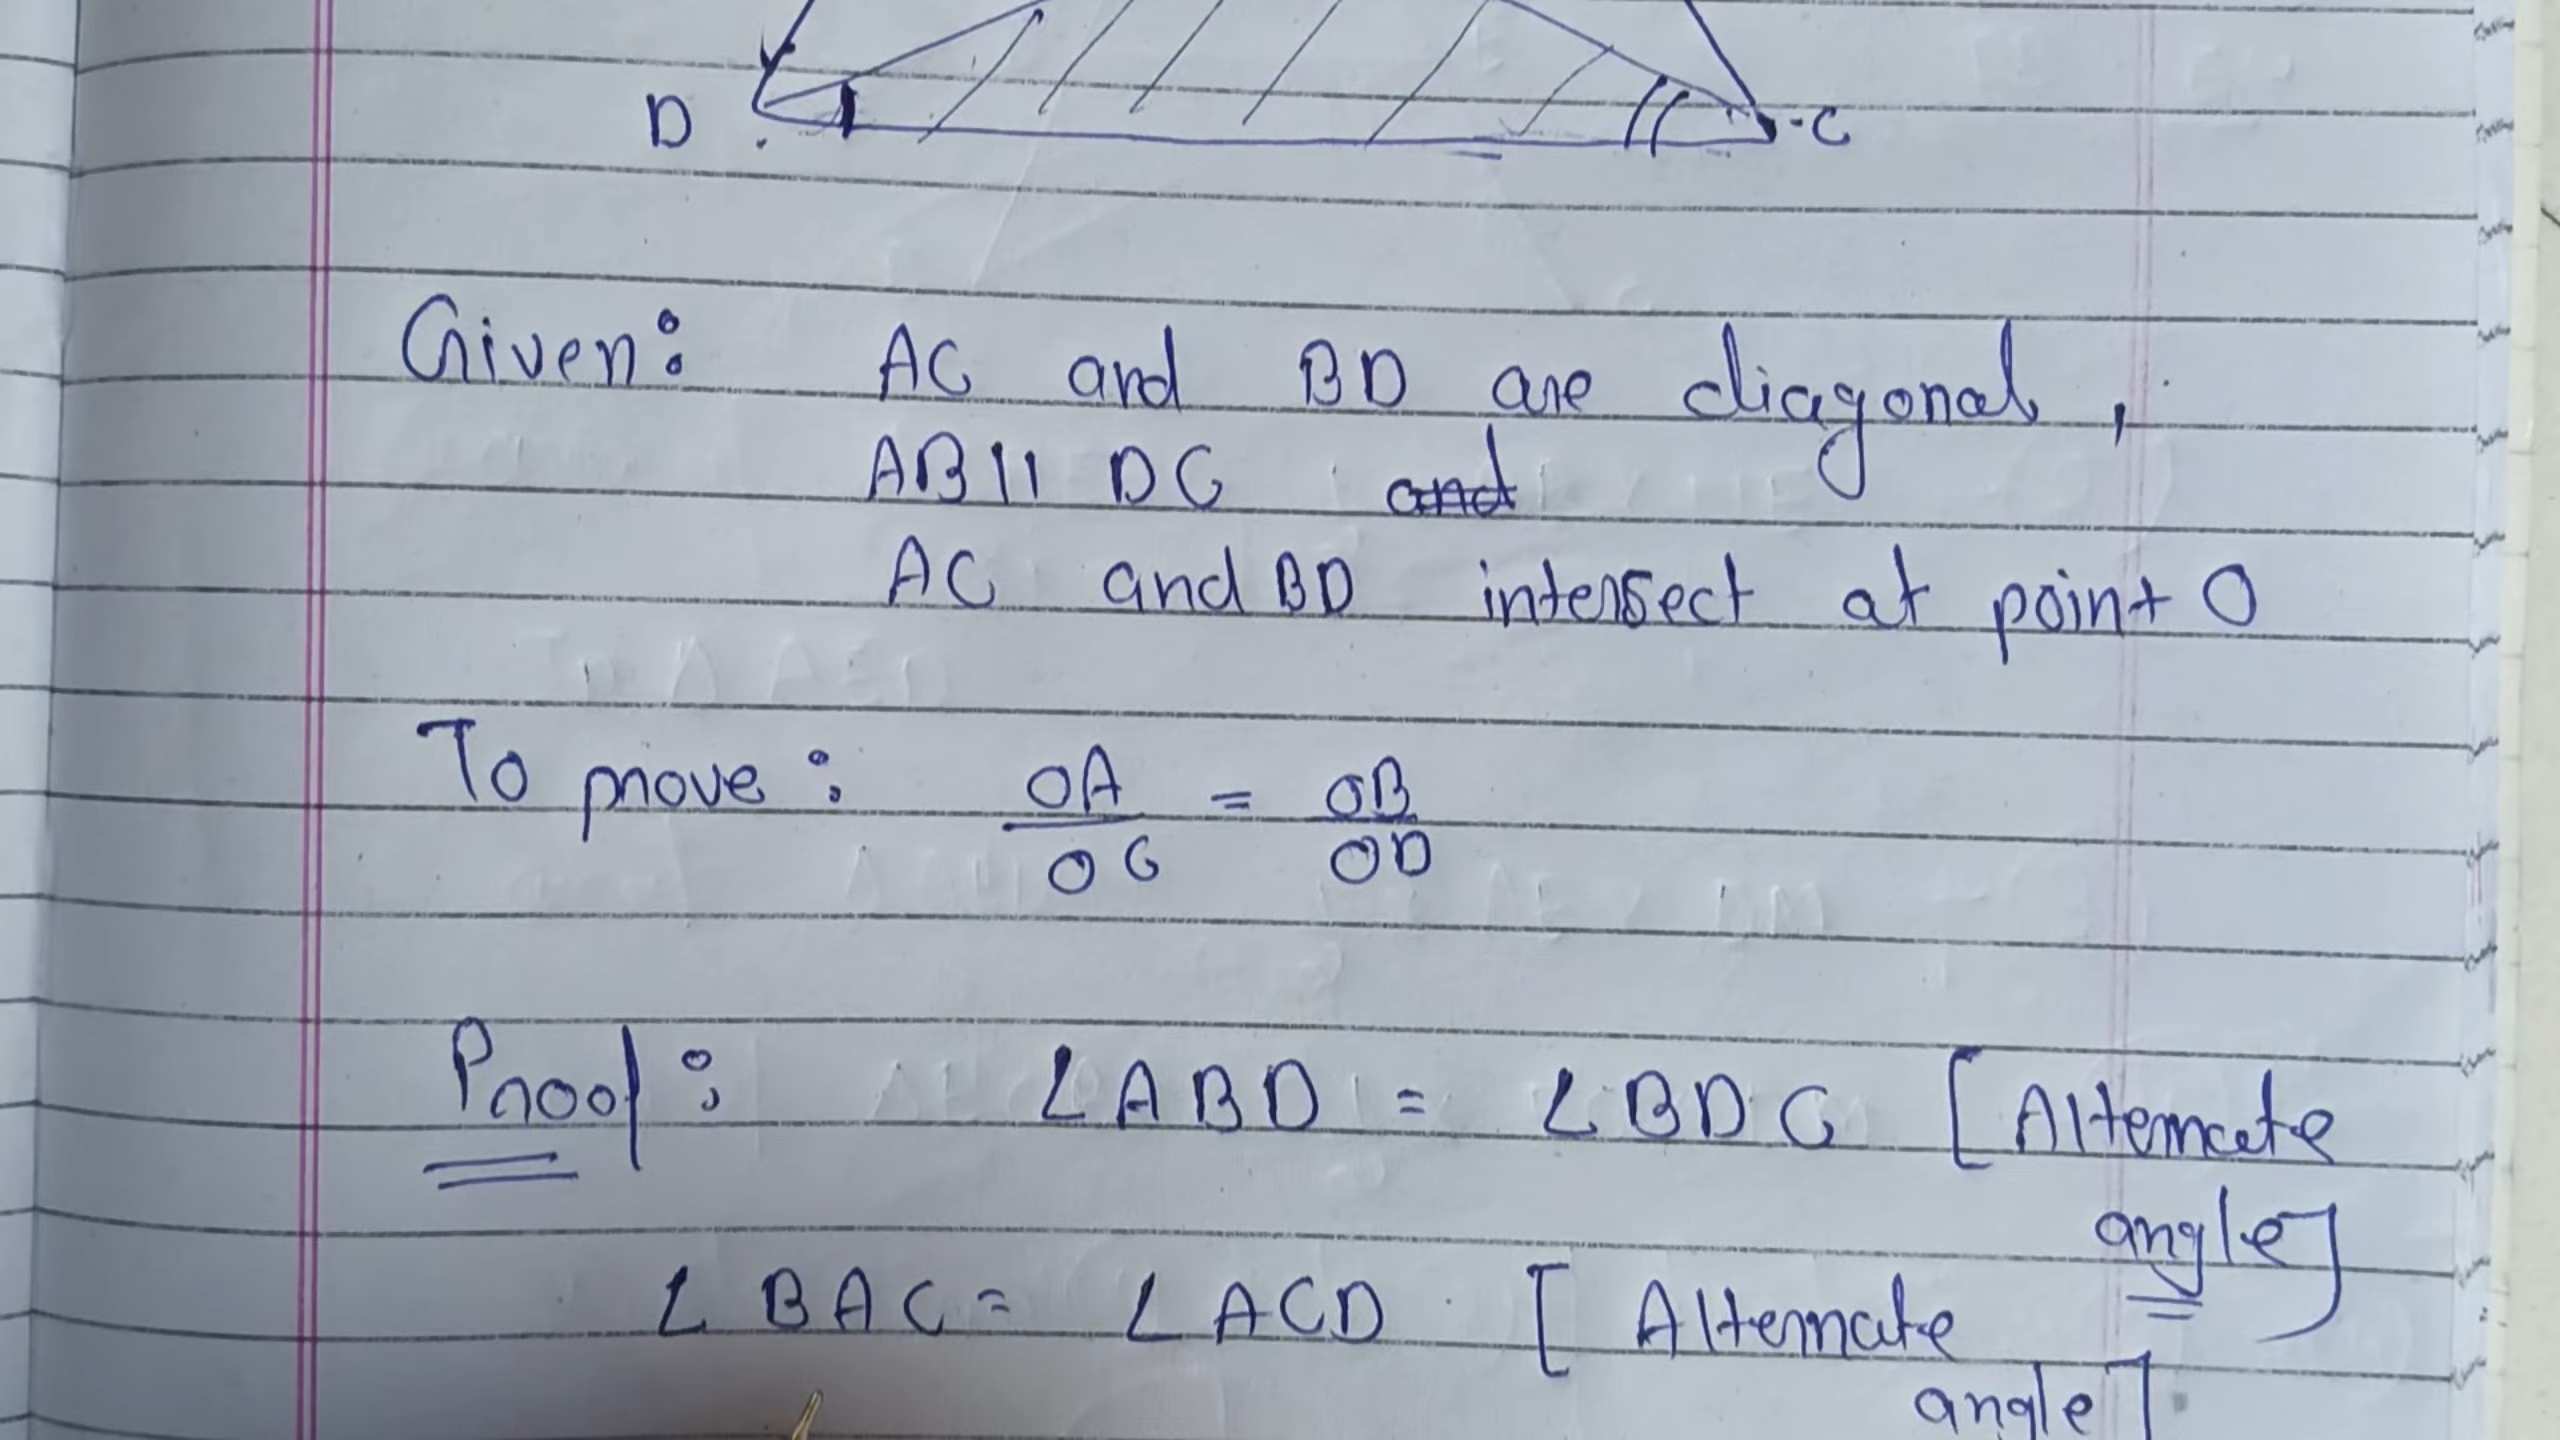 D C
Given: AC and BD are diagonal,
AB || DC and
AC and BD intersect at point O
To prove: OA/OC = OB/OD
Proof: ∠ABD = ∠BDC [Alternate
angle]
∠BAC = ∠ACD [Alternate
angle]